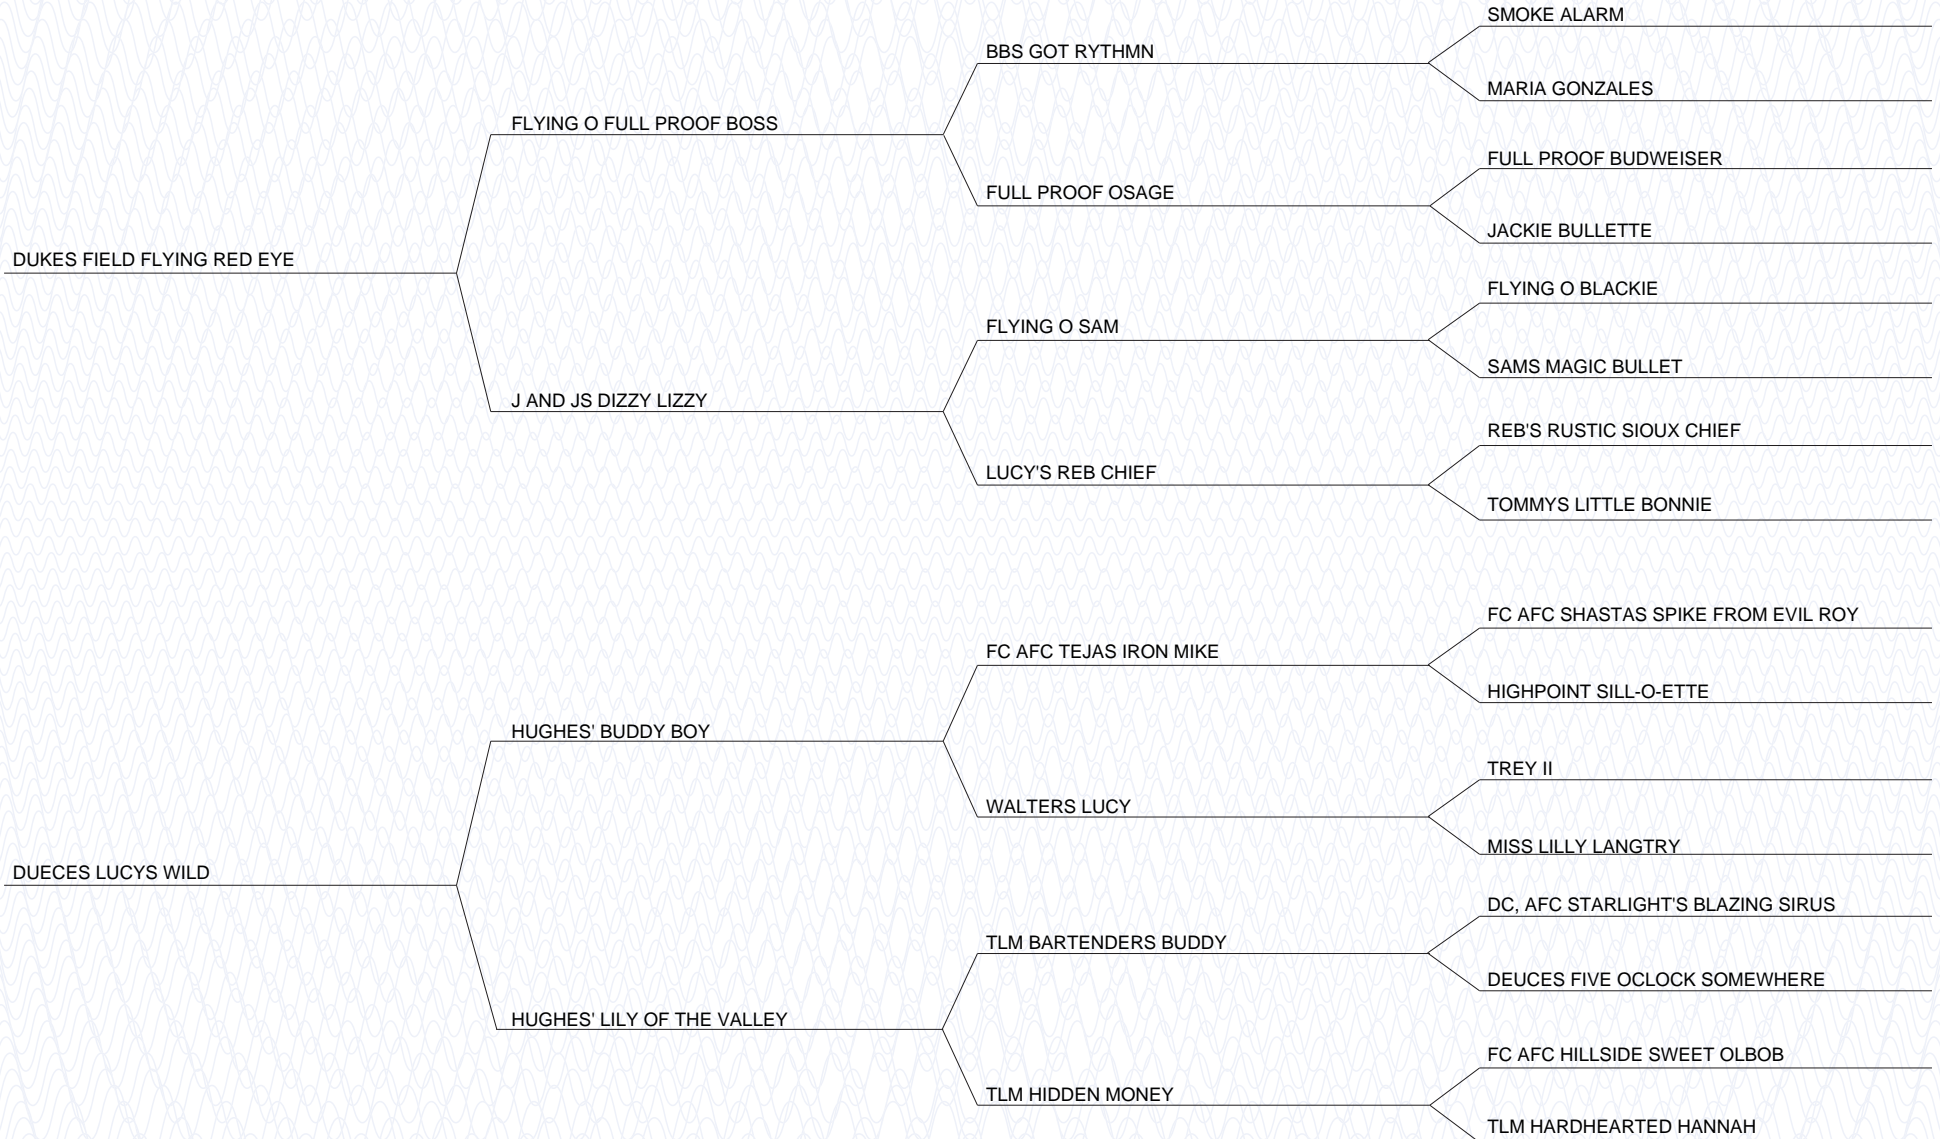 SMOKE ALARM
BBS GOT RYTHMN
MARIA GONZALES
FLYING O FULL PROOF BOSS
FULL PROOF BUDWEISER
FULL PROOF OSAGE
JACKIE BULLETTE
DUKES FIELD FLYING RED EYE
FLYING O BLACKIE
FLYING O SAM
SAMS MAGIC BULLET
J AND JS DIZZY LIZZY
REB'S RUSTIC SIOUX CHIEF
LUCY'S REB CHIEF
TOMMYS LITTLE BONNIE
FC AFC SHASTAS SPIKE FROM EVIL ROY
FC AFC TEJAS IRON MIKE
HIGHPOINT SILL-O-ETTE
HUGHES' BUDDY BOY
TREY II
WALTERS LUCY
MISS LILLY LANGTRY
DUECES LUCYS WILD
DC, AFC STARLIGHT'S BLAZING SIRUS
TLM BARTENDERS BUDDY
DEUCES FIVE OCLOCK SOMEWHERE
HUGHES' LILY OF THE VALLEY
FC AFC HILLSIDE SWEET OLBOB
TLM HIDDEN MONEY
TLM HARDHEARTED HANNAH